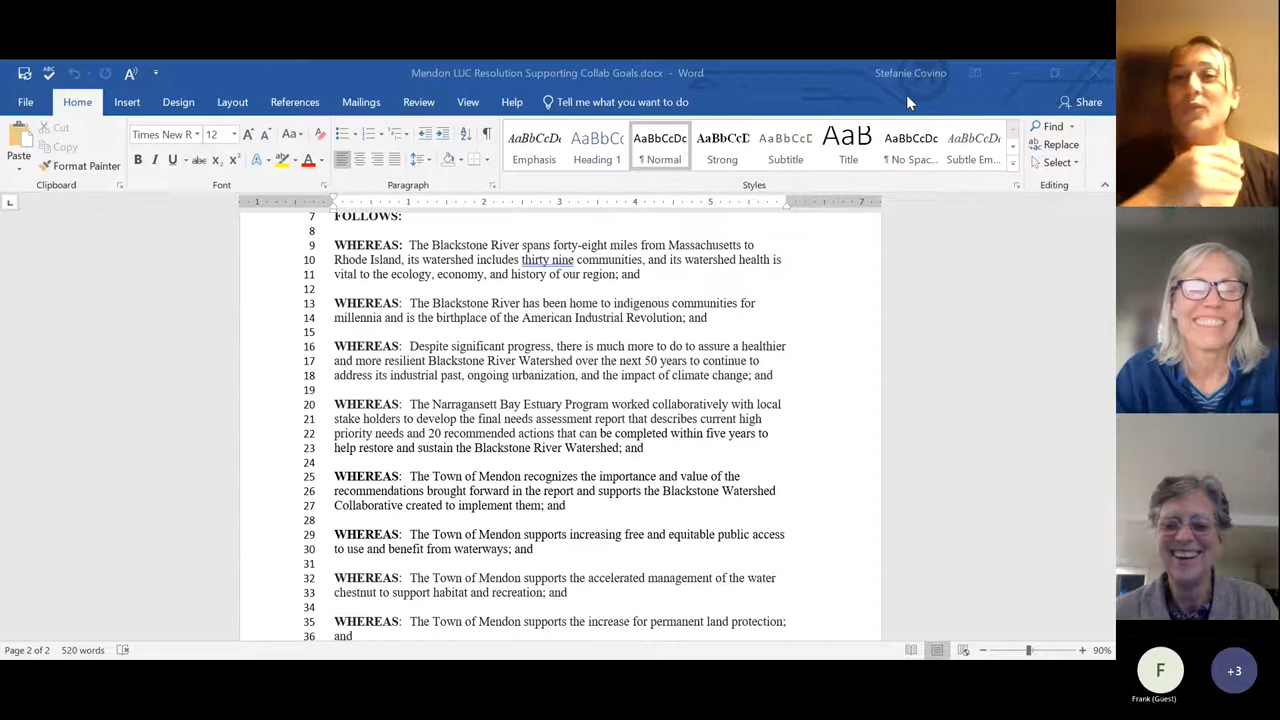 Mendon LUC Resolution Supporting Collab Goals.docx - Word
Stefanie Covino
File Home Insert Design Layout References Mailings Review View Help Tell me what you want to do Share
Paste
Cut
Copy
Format Painter
Clipboard
Times New R 12
Font
Paragraph
AaBbCcDc AaBbCc AaBbCcDc AaBbCcD AaBbCcD AaB AaBbCcDc AaBbCcDc
Emphasis Heading 1 ¶ Normal Strong Subtitle Title ¶ No Spac... Subtle Em...
Styles
Find
Replace
Select
Editing
1 1 2 3 4 5 7
7 FOLLOWS:
8
9 WHEREAS: The Blackstone River spans forty-eight miles from Massachusetts to
10 Rhode Island, its watershed includes thirty nine communities, and its watershed health is
11 vital to the ecology, economy, and history of our region; and
12
13 WHEREAS: The Blackstone River has been home to indigenous communities for
14 millennia and is the birthplace of the American Industrial Revolution; and
15
16 WHEREAS: Despite significant progress, there is much more to do to assure a healthier
17 and more resilient Blackstone River Watershed over the next 50 years to continue to
18 address its industrial past, ongoing urbanization, and the impact of climate change; and
19
20 WHEREAS: The Narragansett Bay Estuary Program worked collaboratively with local
21 stake holders to develop the final needs assessment report that describes current high
22 priority needs and 20 recommended actions that can be completed within five years to
23 help restore and sustain the Blackstone River Watershed; and
24
25 WHEREAS: The Town of Mendon recognizes the importance and value of the
26 recommendations brought forward in the report and supports the Blackstone Watershed
27 Collaborative created to implement them; and
28
29 WHEREAS: The Town of Mendon supports increasing free and equitable public access
30 to use and benefit from waterways; and
31
32 WHEREAS: The Town of Mendon supports the accelerated management of the water
33 chestnut to support habitat and recreation; and
34
35 WHEREAS: The Town of Mendon supports the increase for permanent land protection;
36 and
Page 2 of 2 520 words 90%
F
Frank (Guest)
+3